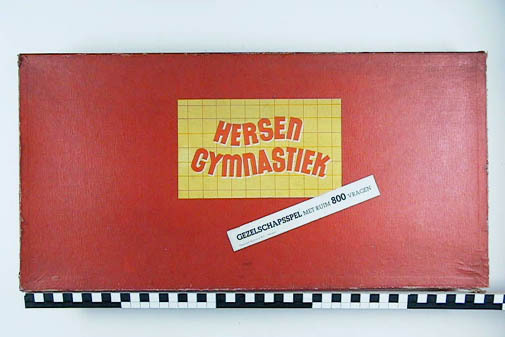 HERSEN
GYMNASTIEK
GEZELSCHAPSSPEL MET RUIM 800 VRAGEN